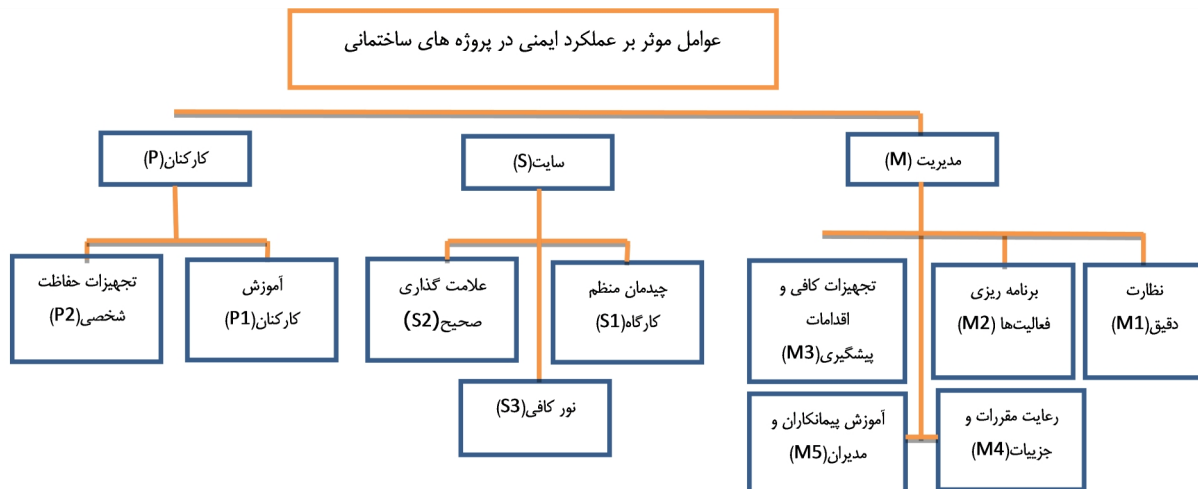 عوامل موثر بر عملکرد ایمنی در پروژه های ساختمانی
مدیریت (M)
سایت(S)
کارکنان(P)
نظارت
دقیق(M1)
برنامه ریزی
فعالیت‌ها (M2)
تجهیزات کافی و
اقدامات
پیشگیری(M3)
رعایت مقررات و
جزییات(M4)
آموزش پیمانکاران و
مدیران(M5)
چیدمان منظم
کارگاه(S1)
علامت گذاری
صحیح(S2)
نور کافی(S3)
آموزش
کارکنان(P1)
تجهیزات حفاظت
شخصی(P2)